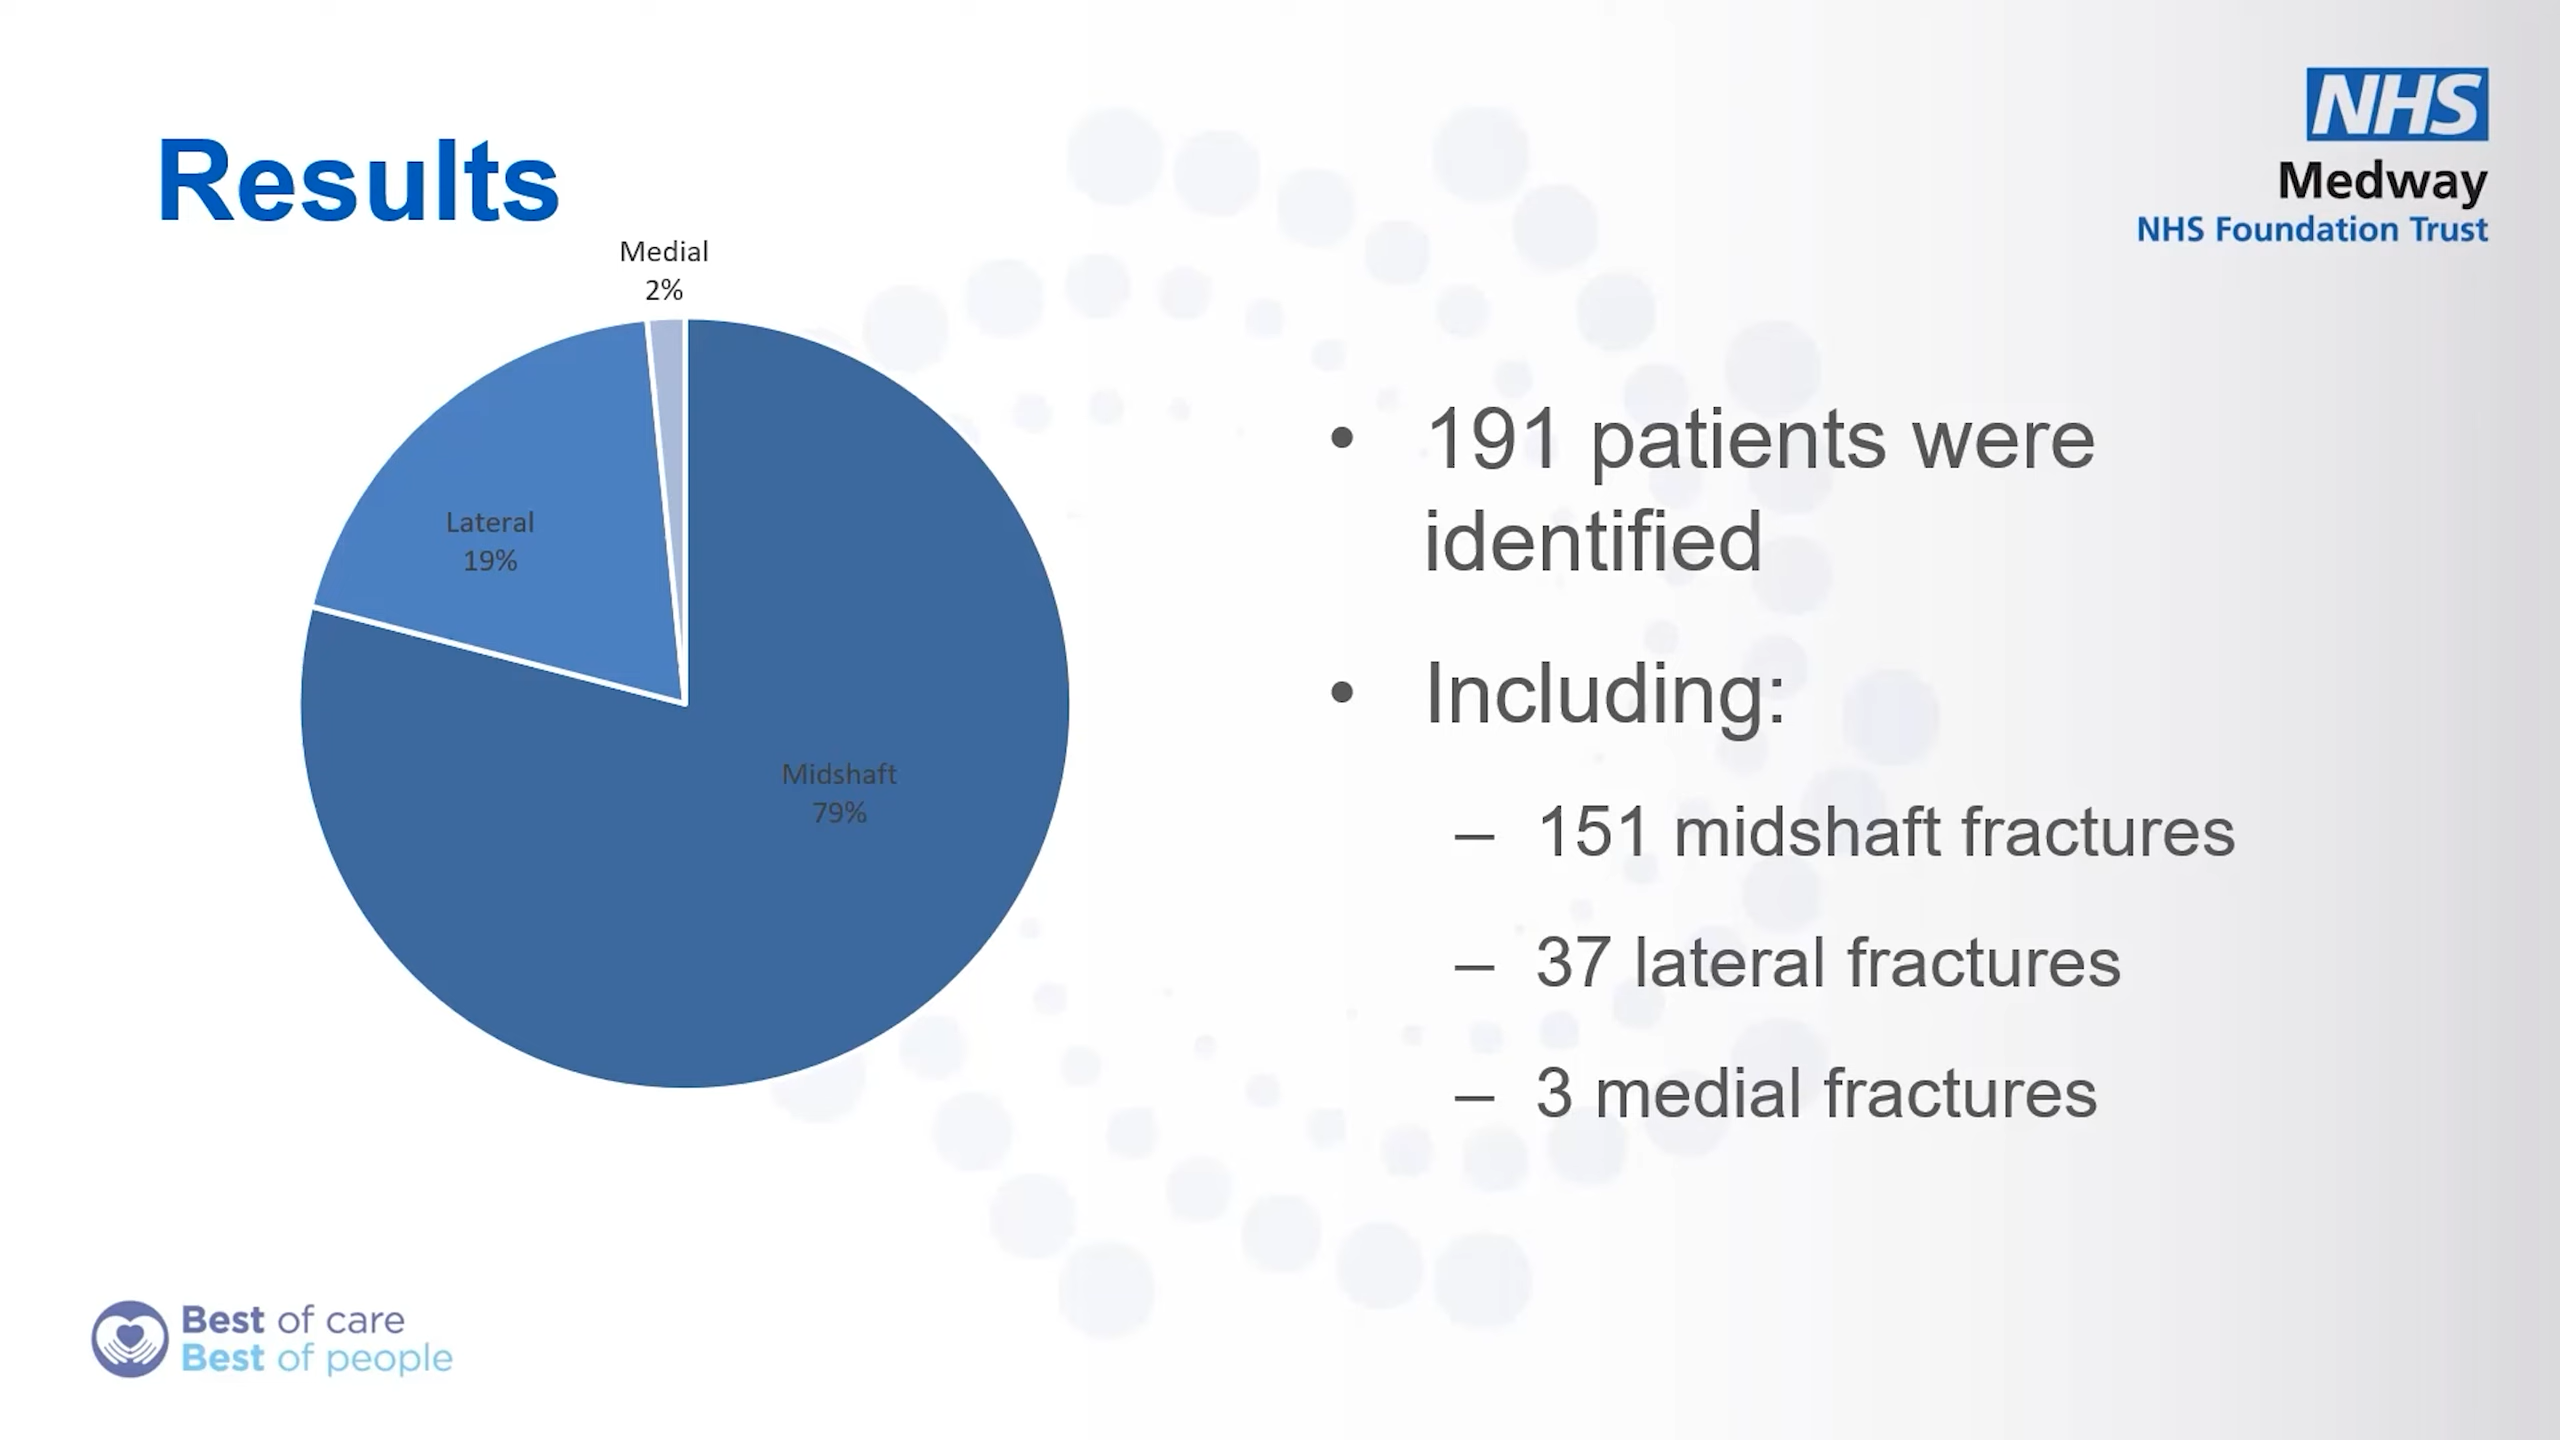 NHS
Medway
NHS Foundation Trust
Results
Medial
2%
Lateral
19%
Midshaft
79%
• 191 patients were
identified
• Including:
– 151 midshaft fractures
– 37 lateral fractures
– 3 medial fractures
Best of care
Best of people